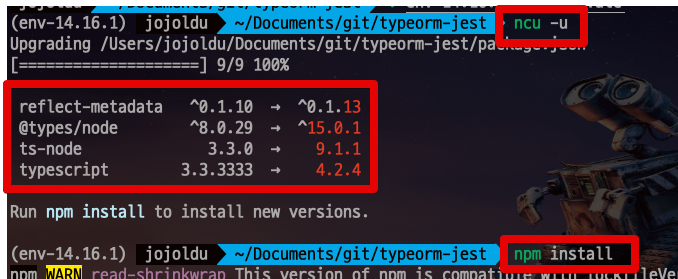 (env-14.16.1) jojoldu ~/Documents/git/typeorm-jest ncu -u
Upgrading /Users/jojoldu/Documents/git/typeorm-jest/package.json
[====================] 9/9 100%
reflect-metadata ^0.1.10 → ^0.1.13
@types/node ^8.0.29 → ^15.0.1
ts-node 3.3.0 → 9.1.1
typescript 3.3.3333 → 4.2.4
Run npm install to install new versions.
(env-14.16.1) jojoldu ~/Documents/git/typeorm-jest npm install
npm WARN read-shrinkwrap This version of npm is compatible with lockfileVe